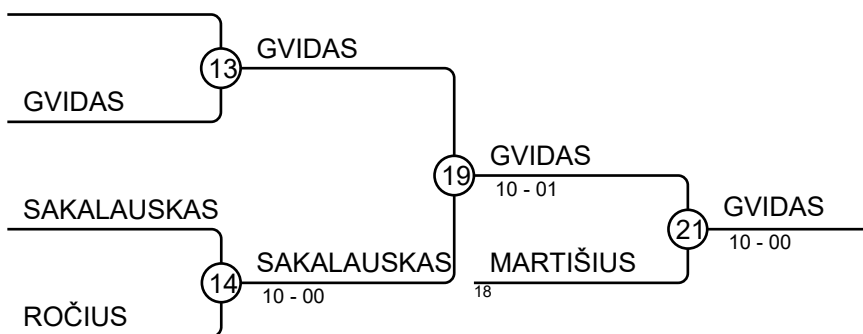 GVIDAS
13
GVIDAS
GVIDAS
19
10 - 01
SAKALAUSKAS
GVIDAS
21
10 - 00
SAKALAUSKAS
14
10 - 00
MARTIŠIUS
18
ROČIUS